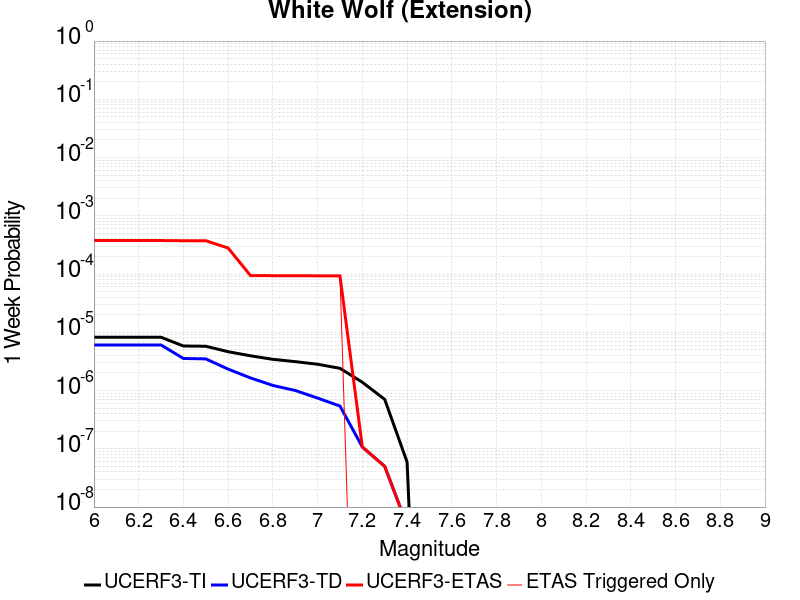 White Wolf (Extension)
10^0
10^-1
10^-2
10^-3
10^-4
10^-5
10^-6
10^-7
10^-8
1 Week Probability
6 6.2 6.4 6.6 6.8 7 7.2 7.4 7.6 7.8 8 8.2 8.4 8.6 8.8 9
Magnitude
UCERF3-TI UCERF3-TD UCERF3-ETAS ETAS Triggered Only